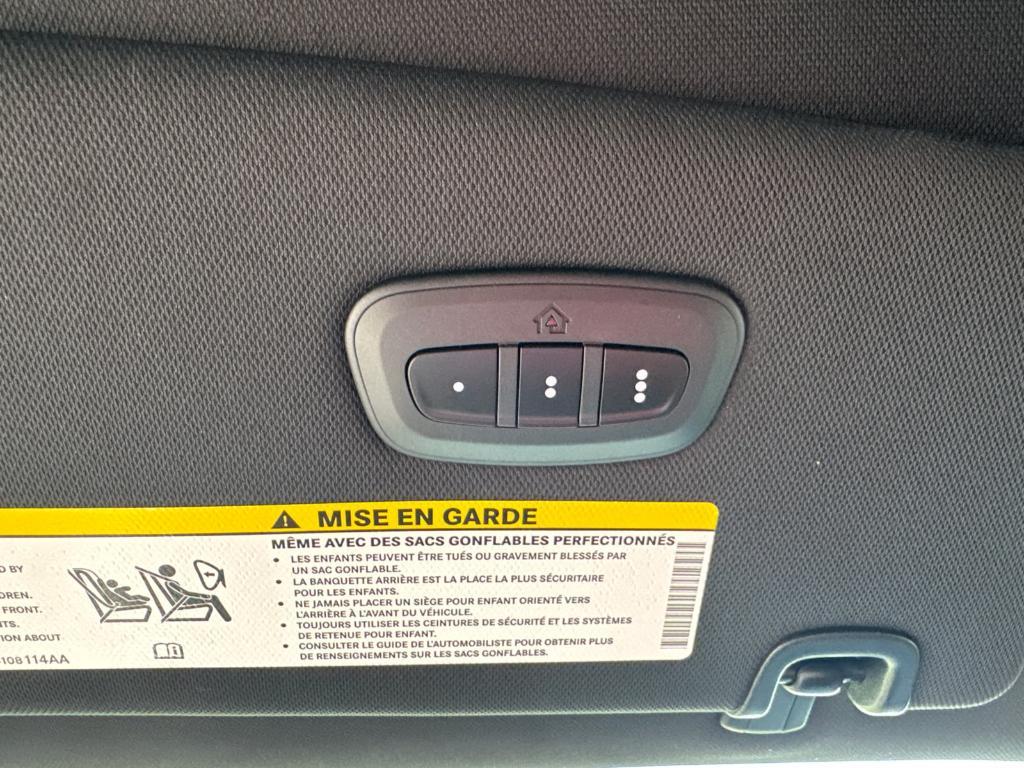 MISE EN GARDE
MÊME AVEC DES SACS GONFLABLES PERFECTIONNÉS
• LES ENFANTS PEUVENT ÊTRE TUÉS OU GRAVEMENT BLESSÉS PAR
UN SAC GONFLABLE.
• LA BANQUETTE ARRIÈRE EST LA PLACE LA PLUS SÉCURITAIRE
POUR LES ENFANTS.
• NE JAMAIS PLACER UN SIÈGE POUR ENFANT ORIENTÉ VERS
L'ARRIÈRE À L'AVANT DU VÉHICULE.
• TOUJOURS UTILISER LES CEINTURES DE SÉCURITÉ ET LES SYSTÈMES
DE RETENUE POUR ENFANT.
• CONSULTER LE GUIDE DE L'AUTOMOBILISTE POUR OBTENIR PLUS
DE RENSEIGNEMENTS SUR LES SACS GONFLABLES.
BY
FRONT.
ABOUT
108114AA